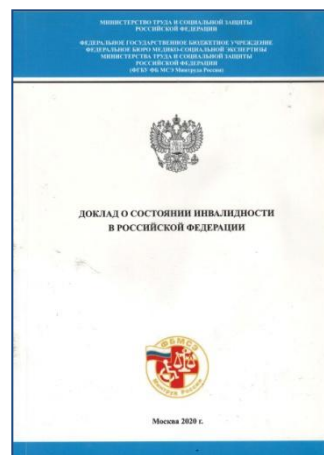 МИНИСТЕРСТВО ТРУДА И СОЦИАЛЬНОЙ ЗАЩИТЫ
РОССИЙСКОЙ ФЕДЕРАЦИИ
ФЕДЕРАЛЬНОЕ ГОСУДАРСТВЕННОЕ БЮДЖЕТНОЕ УЧРЕЖДЕНИЕ
ФЕДЕРАЛЬНОЕ БЮРО МЕДИКО-СОЦИАЛЬНОЙ ЭКСПЕРТИЗЫ
МИНИСТЕРСТВА ТРУДА И СОЦИАЛЬНОЙ ЗАЩИТЫ
РОССИЙСКОЙ ФЕДЕРАЦИИ
(ФГБУ ФБ МСЭ Минтруда России)
ДОКЛАД О СОСТОЯНИИ ИНВАЛИДНОСТИ
В РОССИЙСКОЙ ФЕДЕРАЦИИ
ФБМСЭ
Минтруд России
Москва 2020 г.